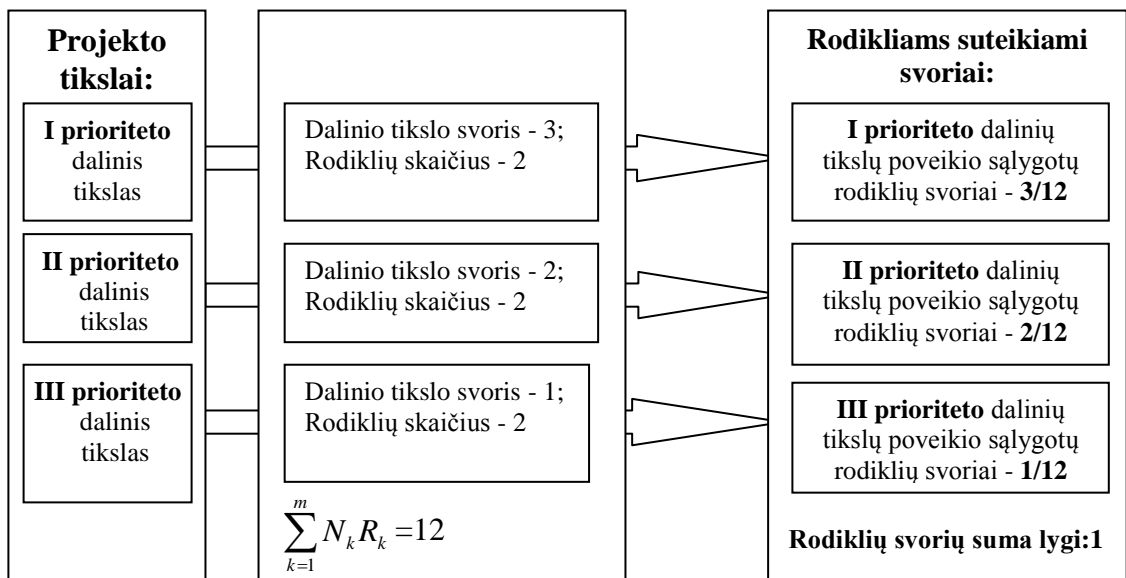 Projekto
tikslai:
I prioriteto
dalinis
tikslas
II prioriteto
dalinis
tikslas
III prioriteto
dalinis
tikslas
Dalinio tikslo svoris - 3;
Rodiklių skaičius - 2
Dalinio tikslo svoris - 2;
Rodiklių skaičius - 2
Dalinio tikslo svoris - 1;
Rodiklių skaičius - 2
m
∑ N_k R_k =12
k=1
Rodikliams suteikiami
svoriai:
I prioriteto dalinių
tikslų poveikio sąlygotų
rodiklių svoriai - 3/12
II prioriteto dalinių
tikslų poveikio sąlygotų
rodiklių svoriai - 2/12
III prioriteto dalinių
tikslų poveikio sąlygotų
rodiklių svoriai - 1/12
Rodiklių svorių suma lygi:1